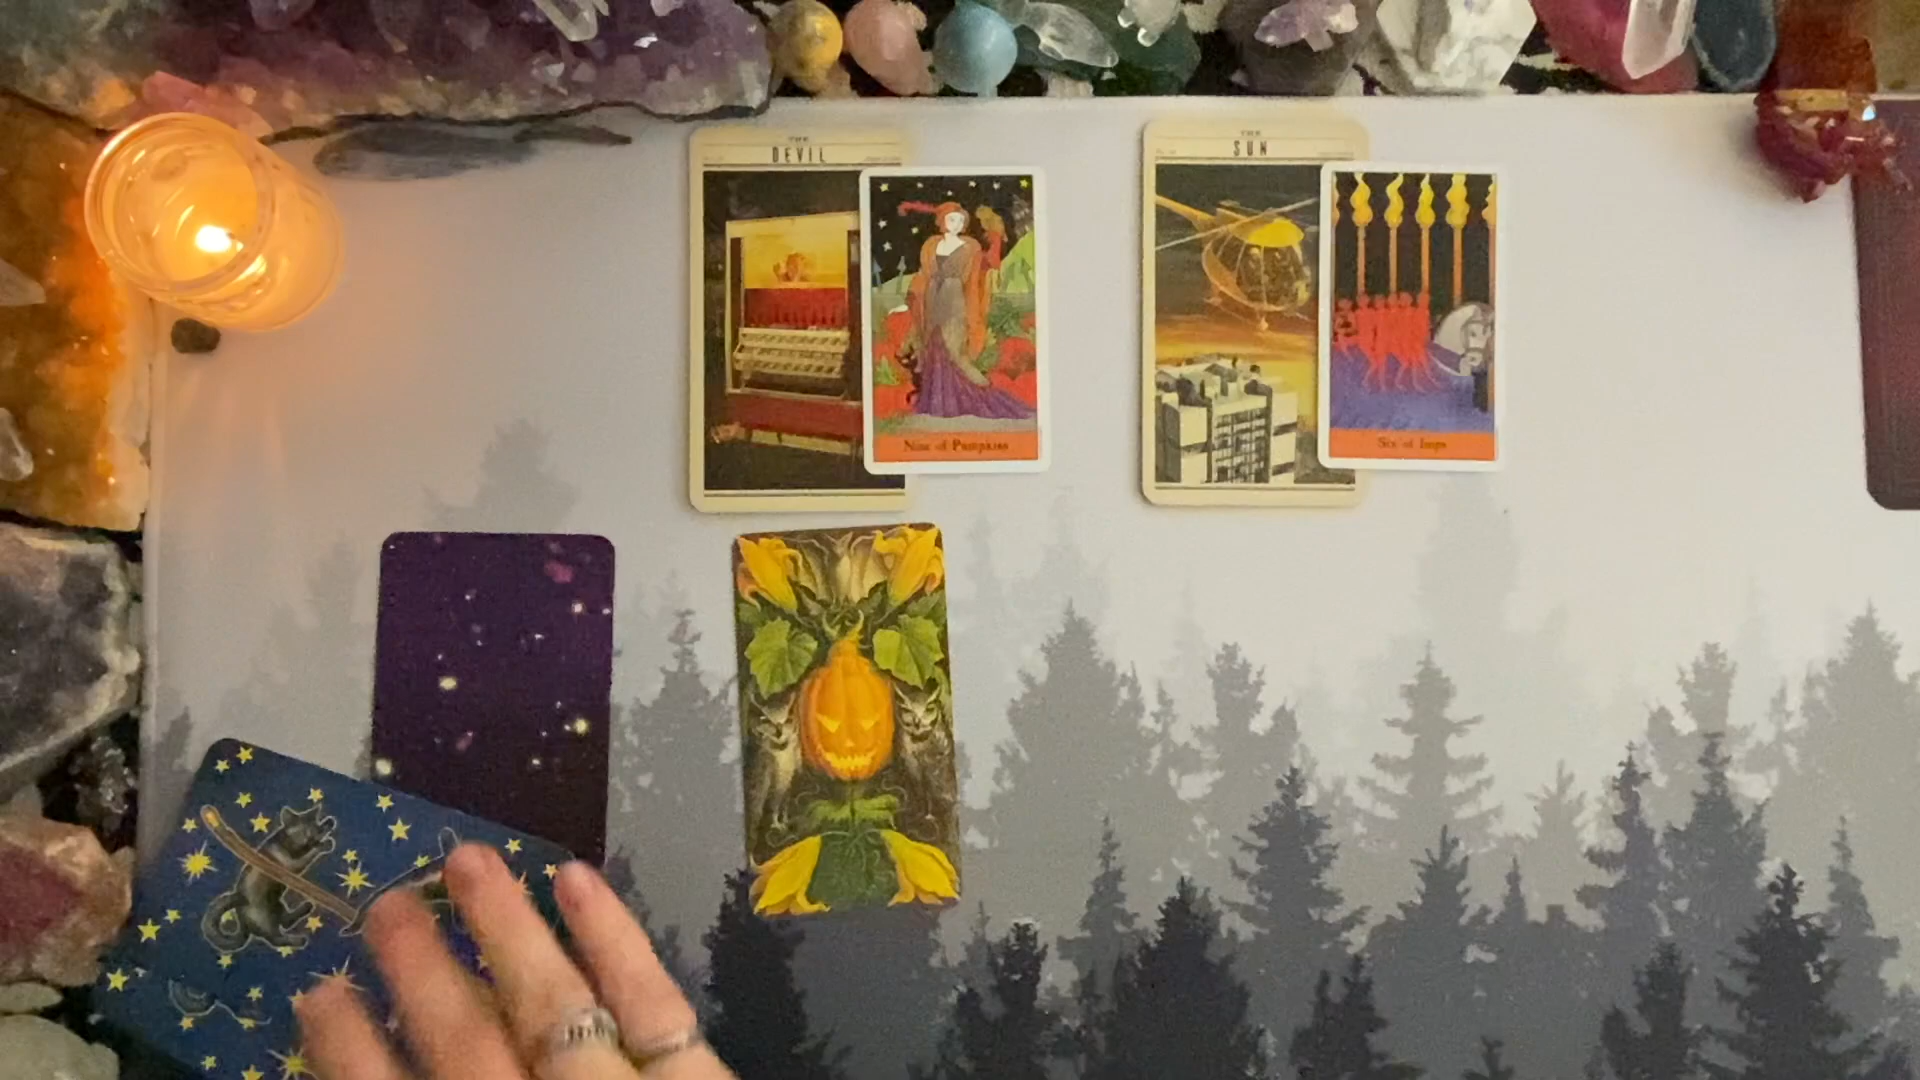 THE
DEVIL
Nine of Pumpkins
THE
SUN
Six of Imps